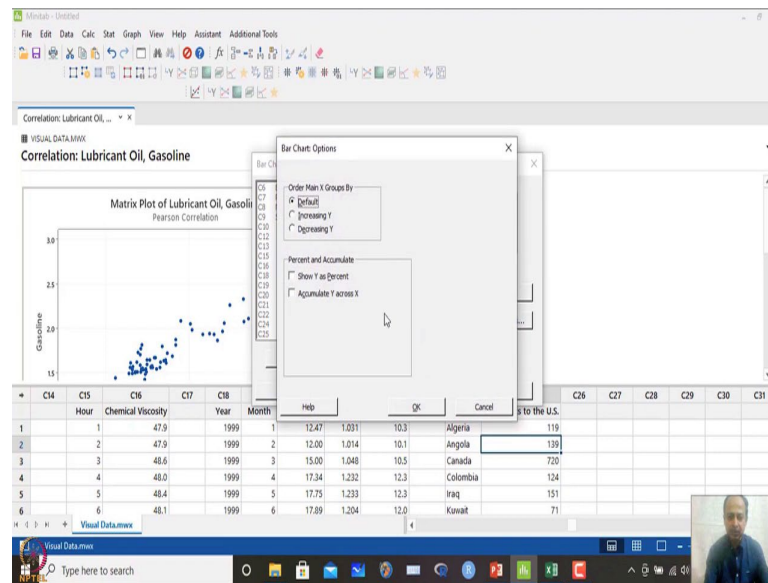 Minitab - Untitled
File Edit Data Calc Stat Graph View Help Assistant Additional Tools
Correlation: Lubricant Oil, ...
VISUAL DATA.MWX
Correlation: Lubricant Oil, Gasoline
Matrix Plot of Lubricant Oil, Gasoli
Pearson Correlation
3.0
2.5
2.0
1.5
Gasoline
Bar Ch
C6
C7
C8
C9
C10
C12
C13
C15
C16
C18
C19
C20
C21
C22
C24
C25
Bar Chart: Options
Order Main X Groups By
Default
Increasing Y
Decreasing Y
Percent and Accumulate
Show Y as Percent
Accumulate Y across X
Help OK Cancel
C14 C15 C16 C17 C18 C26 C27 C28 C29 C30 C31
Hour Chemical Viscosity Year Month s to the U.S.
1 1 47.9 1999 1 12.47 1.031 10.3 Algeria 119
2 2 47.9 1999 2 12.00 1.014 10.1 Angola 139
3 3 48.6 1999 3 15.00 1.048 10.5 Canada 720
4 4 48.0 1999 4 17.34 1.232 12.3 Colombia 124
5 5 48.4 1999 5 17.75 1.233 12.3 Iraq 151
6 6 48.1 1999 6 17.89 1.204 12.0 Kuwait 71
Visual Data.mwx
Visual Data.mwx
Type here to search
NPTEL